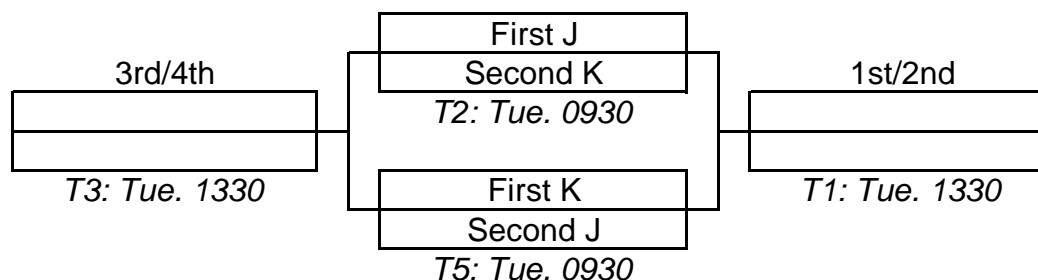 First J
Second K
T2: Tue. 0930
3rd/4th
T3: Tue. 1330
1st/2nd
T1: Tue. 1330
First K
Second J
T5: Tue. 0930